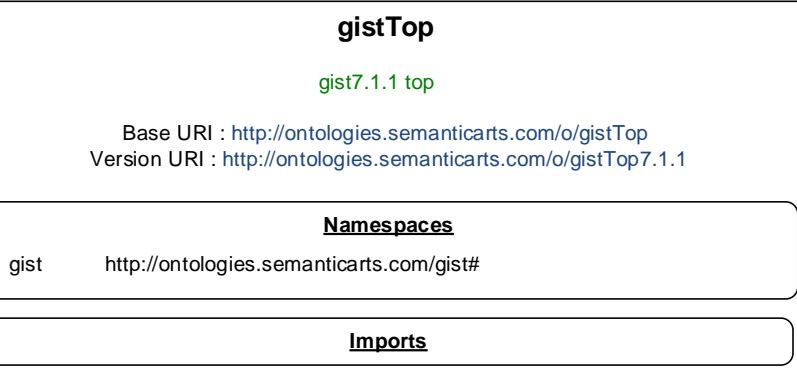 gistTop
gist7.1.1 top
Base URI : http://ontologies.semanticarts.com/o/gistTop
Version URI : http://ontologies.semanticarts.com/o/gistTop7.1.1
Namespaces
gist http://ontologies.semanticarts.com/gist#
Imports